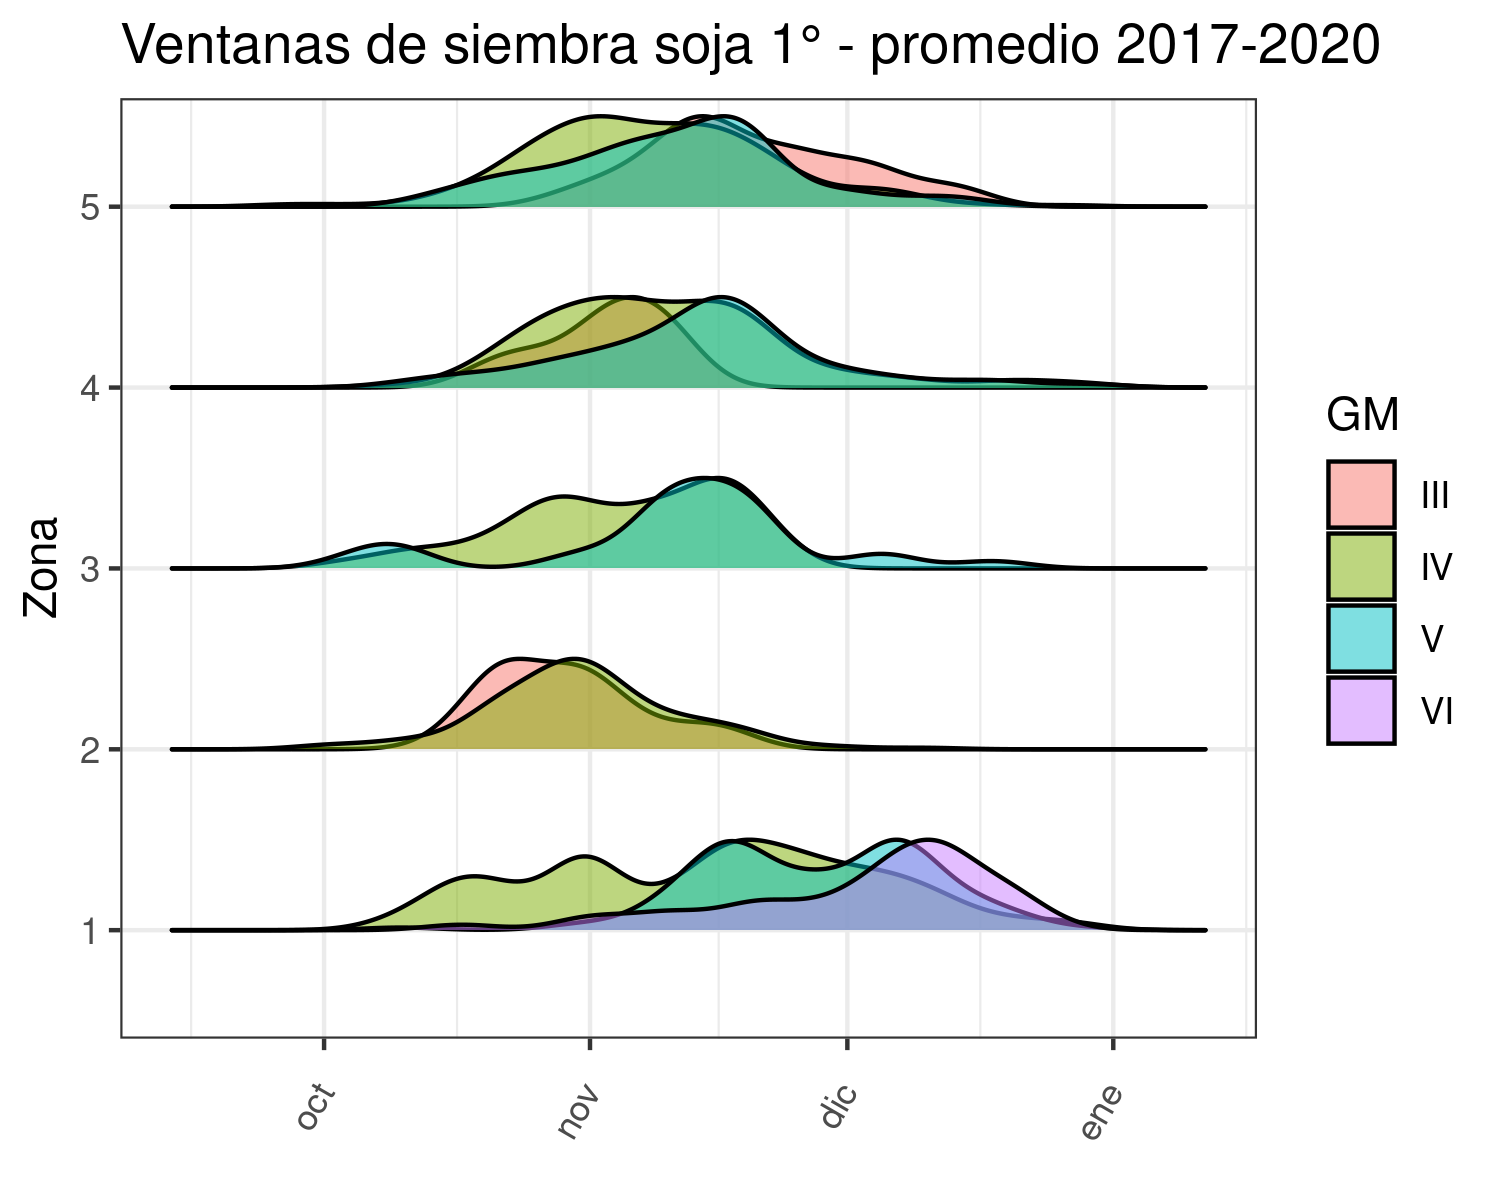 Ventanas de siembra soja 1° - promedio 2017-2020
Zona
5
4
3
2
1
oct
nov
dic
ene
GM
III
IV
V
VI